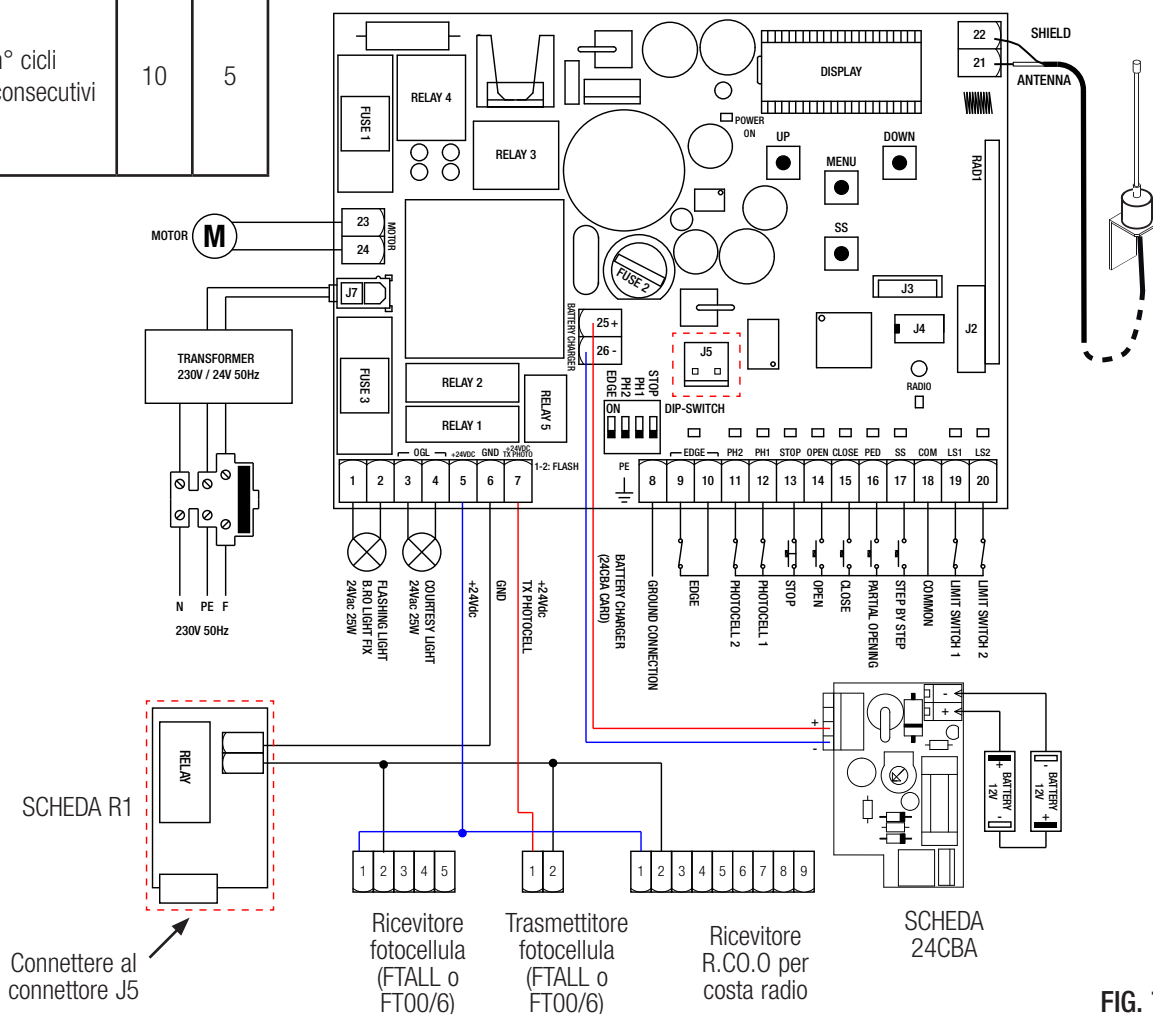 n° cicli
consecutivi
10
5
22
SHIELD
21
ANTENNA
DISPLAY
RELAY 4
FUSE 1
POWER
ON
UP
DOWN
RELAY 3
MENU
RAD1
SS
MOTOR
M
23
24
MOTOR
J7
FUSE 2
J3
J4
J2
BATTERY CHARGER
25 +
26 -
J5
TRANSFORMER
230V / 24V 50Hz
FUSE 3
RELAY 2
RELAY 1
RELAY 5
EDGE
PH2
PH1
STOP
ON
DIP-SWITCH
RADIO
OGL
+24VDC
GND
+24VDC
TX PHOTO
1-2: FLASH
PE
EDGE
PH2
PH1
STOP
OPEN
CLOSE
PED
SS
COM
LS1
LS2
1
2
3
4
5
6
7
8
9
10
11
12
13
14
15
16
17
18
19
20
N
PE
F
230V 50Hz
FLASHING LIGHT
B.RO LIGHT FIX
24Vac 25W
COURTESY LIGHT
24Vac 25W
+24Vdc
GND
+24Vdc
TX PHOTOCELL
BATTERY CHARGER
(24CBA CARD)
GROUND CONNECTION
EDGE
PHOTOCELL 2
PHOTOCELL 1
STOP
OPEN
CLOSE
PARTIAL OPENING
STEP BY STEP
COMMON
LIMIT SWITCH 1
LIMIT SWITCH 2
SCHEDA R1
RELAY
Connettere al
connettore J5
1
2
3
4
5
Ricevitore
fotocellula
(FTALL o
FT00/6)
1
2
Trasmettitore
fotocellula
(FTALL o
FT00/6)
1
2
3
4
5
6
7
8
9
Ricevitore
R.CO.O per
costa radio
+
-
-
+
+
BATTERY
12V
-
-
BATTERY
12V
+
SCHEDA
24CBA
FIG.